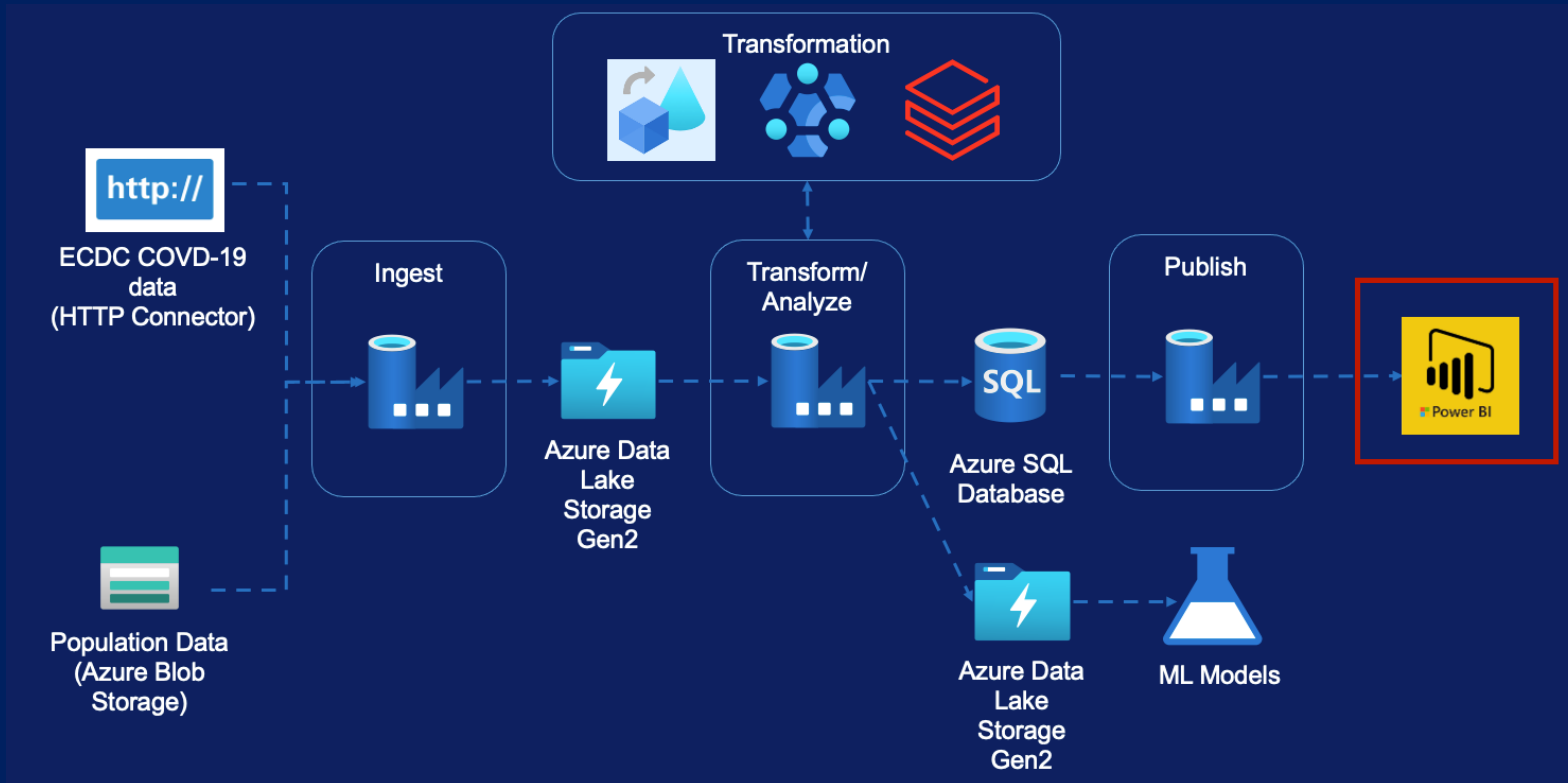 Transformation
http://
ECDC COVD-19
data
(HTTP Connector)
Ingest
Transform/
Analyze
Publish
SQL
Power BI
Azure Data
Lake
Storage
Gen2
Azure SQL
Database
Population Data
(Azure Blob
Storage)
Azure Data
Lake
Storage
Gen2
ML Models